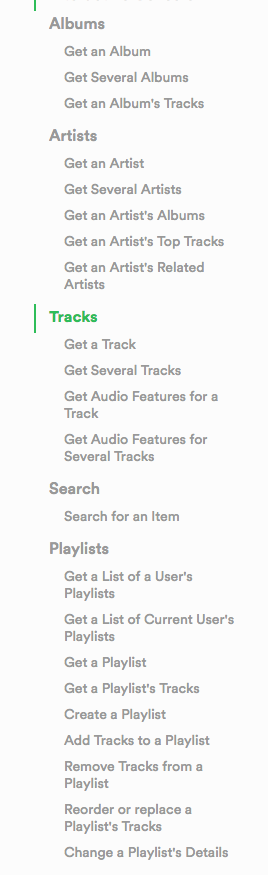 Albums
Get an Album
Get Several Albums
Get an Album's Tracks
Artists
Get an Artist
Get Several Artists
Get an Artist's Albums
Get an Artist's Top Tracks
Get an Artist's Related
Artists
Tracks
Get a Track
Get Several Tracks
Get Audio Features for a
Track
Get Audio Features for
Several Tracks
Search
Search for an Item
Playlists
Get a List of a User's
Playlists
Get a List of Current User's
Playlists
Get a Playlist
Get a Playlist's Tracks
Create a Playlist
Add Tracks to a Playlist
Remove Tracks from a
Playlist
Reorder or replace a
Playlist's Tracks
Change a Playlist's Details